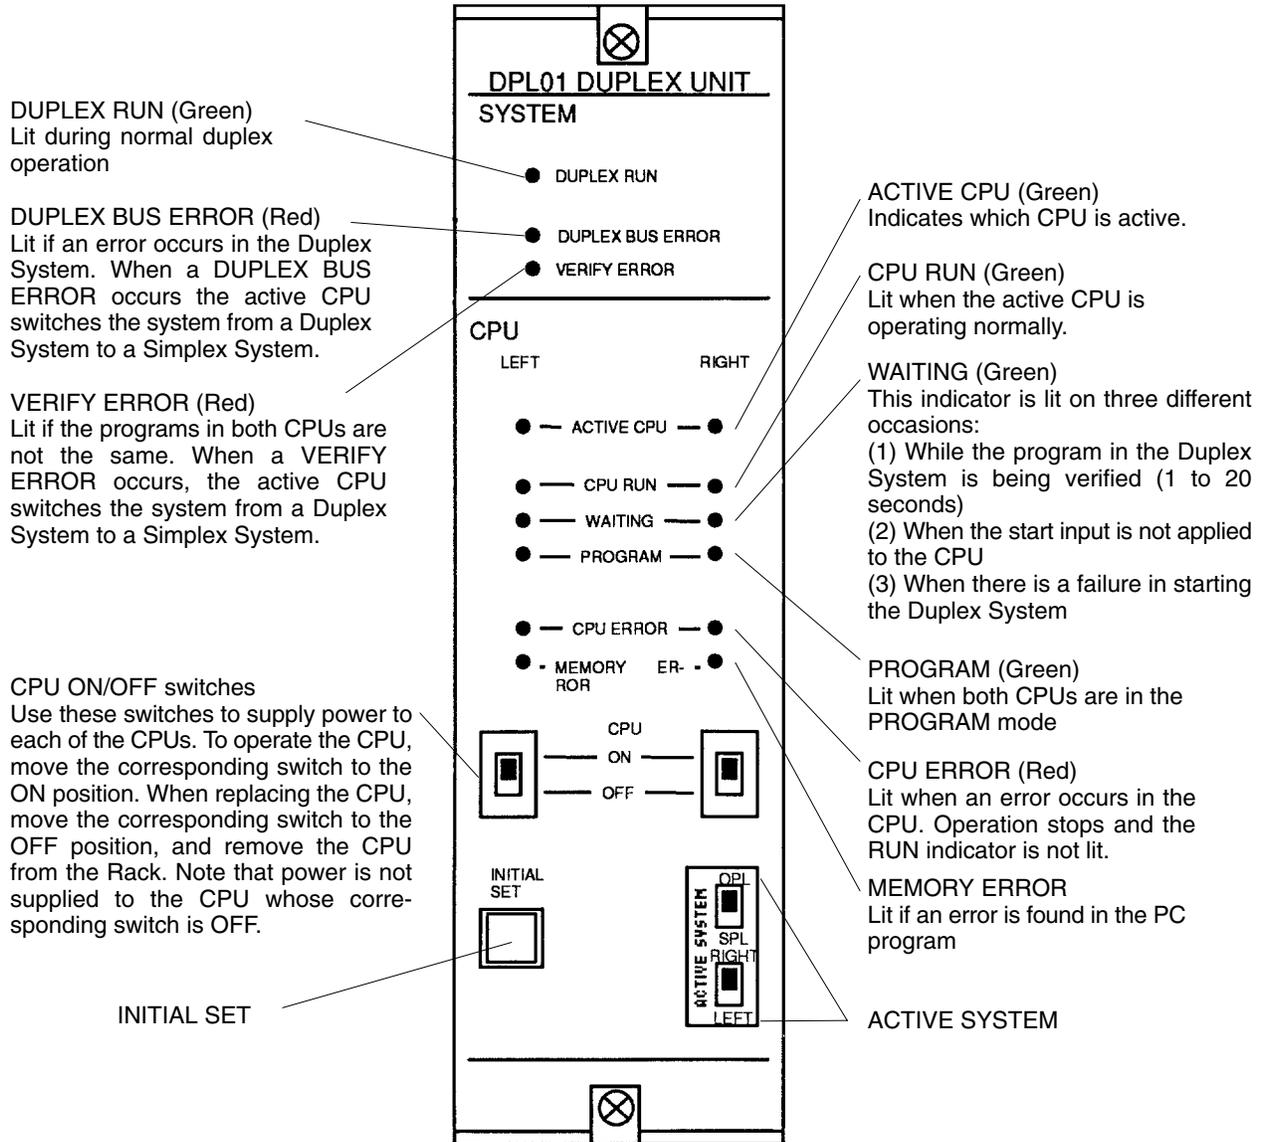 DUPLEX RUN (Green)
Lit during normal duplex
operation
DUPLEX BUS ERROR (Red)
Lit if an error occurs in the Duplex
System. When a DUPLEX BUS
ERROR occurs the active CPU
switches the system from a Duplex
System to a Simplex System.
VERIFY ERROR (Red)
Lit if the programs in both CPUs are
not the same. When a VERIFY
ERROR occurs, the active CPU
switches the system from a Duplex
System to a Simplex System.
CPU ON/OFF switches
Use these switches to supply power to
each of the CPUs. To operate the CPU,
move the corresponding switch to the
ON position. When replacing the CPU,
move the corresponding switch to the
OFF position, and remove the CPU
from the Rack. Note that power is not
supplied to the CPU whose corre-
sponding switch is OFF.
INITIAL SET
DPL01 DUPLEX UNIT
SYSTEM
DUPLEX RUN
DUPLEX BUS ERROR
VERIFY ERROR
CPU
LEFT RIGHT
ACTIVE CPU
CPU RUN
WAITING
PROGRAM
CPU ERROR
MEMORY ER-
ROR
CPU
ON
OFF
INITIAL
SET
ACTIVE SYSTEM
DPL
SPL
RIGHT
LEFT
ACTIVE CPU (Green)
Indicates which CPU is active.
CPU RUN (Green)
Lit when the active CPU is
operating normally.
WAITING (Green)
This indicator is lit on three different
occasions:
(1) While the program in the Duplex
System is being verified (1 to 20
seconds)
(2) When the start input is not applied
to the CPU
(3) When there is a failure in starting
the Duplex System
PROGRAM (Green)
Lit when both CPUs are in the
PROGRAM mode
CPU ERROR (Red)
Lit when an error occurs in the
CPU. Operation stops and the
RUN indicator is not lit.
MEMORY ERROR
Lit if an error is found in the PC
program
ACTIVE SYSTEM